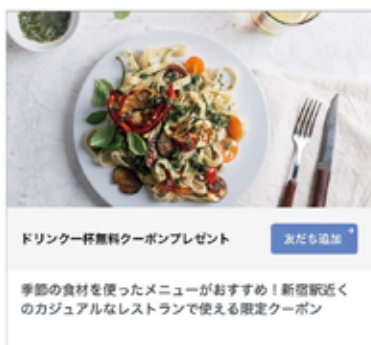 ドリンク一杯無料クーポンプレゼント
友だち追加
季節の食材を使ったメニューがおすすめ！新宿駅近く
のカジュアルなレストランで使える限定クーポン